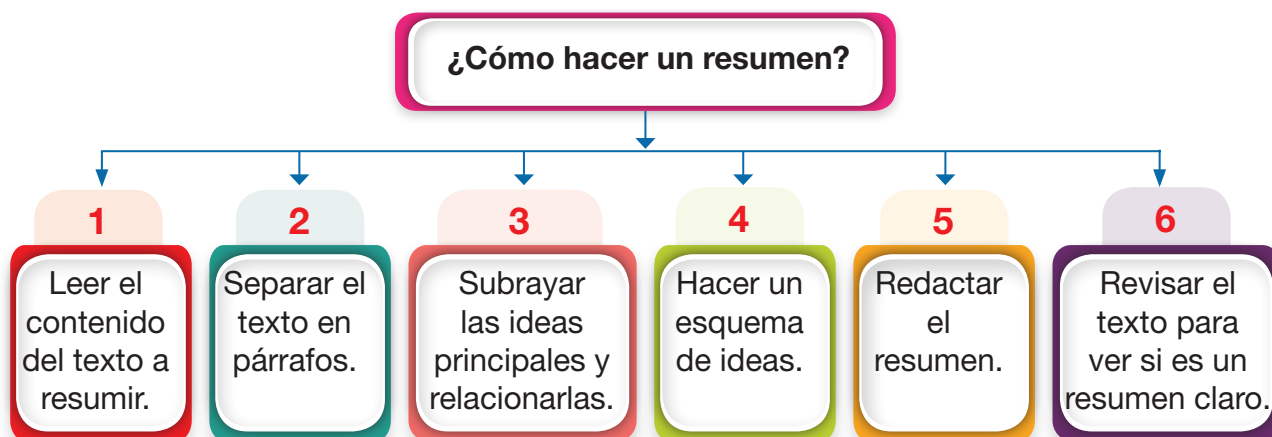 ¿Cómo hacer un resumen?
1
Leer el
contenido
del texto a
resumir.
2
Separar el
texto en
párrafos.
3
Subrayar
las ideas
principales y
relacionarlas.
4
Hacer un
esquema
de ideas.
5
Redactar
el
resumen.
6
Revisar el
texto para
ver si es un
resumen claro.